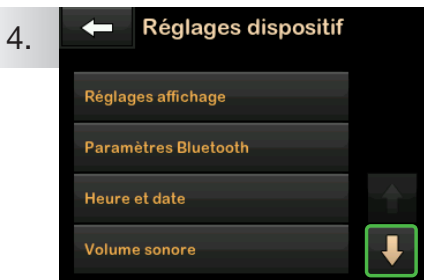 4.
Réglages dispositif
Réglages affichage
Paramètres Bluetooth
Heure et date
Volume sonore